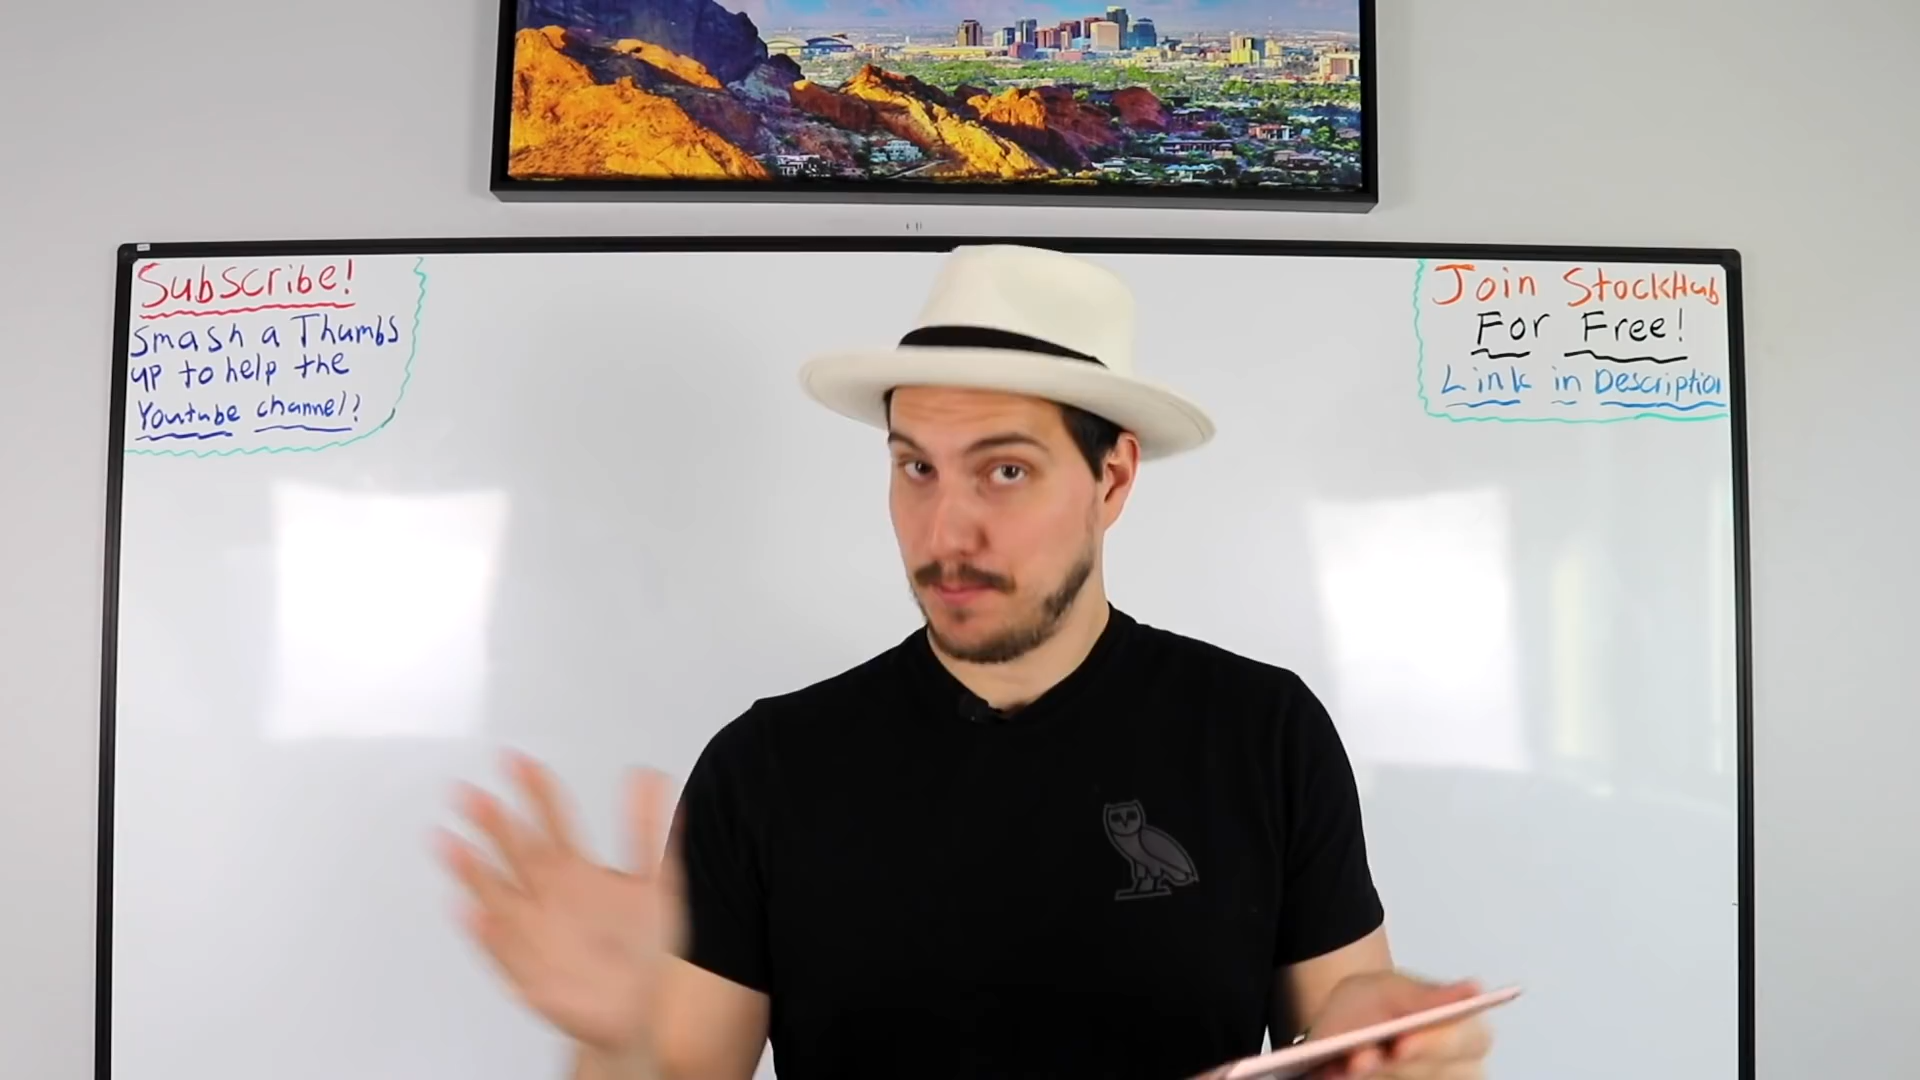 Subscribe!
Smash a Thumbs
up to help the
Youtube channel?
Join StockHub
For Free!
Link in Description